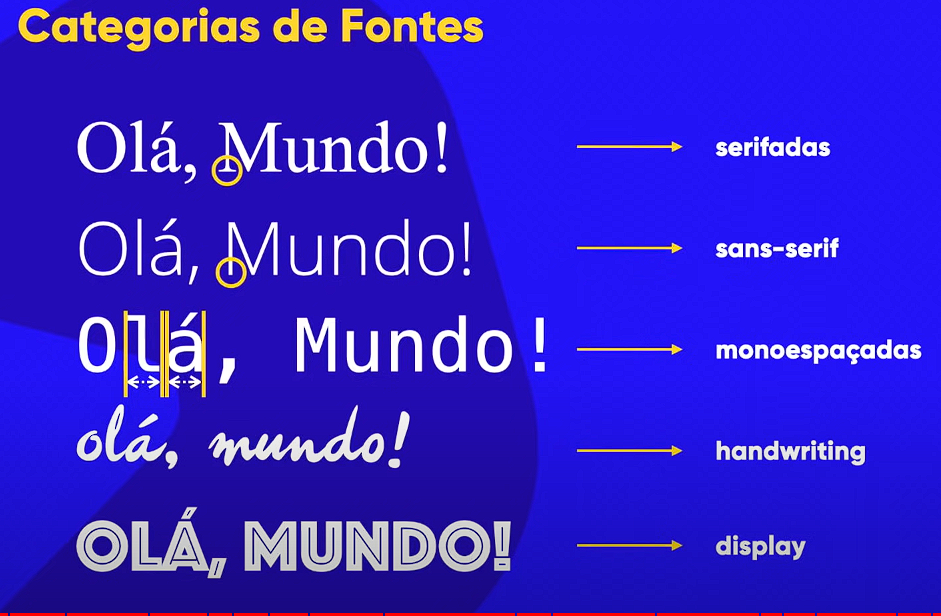 Categorias de Fontes
Olá, Mundo!
serifadas
Olá, Mundo!
sans-serif
Olá, Mundo!
monoespaçadas
olá, mundo!
handwriting
OLÁ, MUNDO!
display